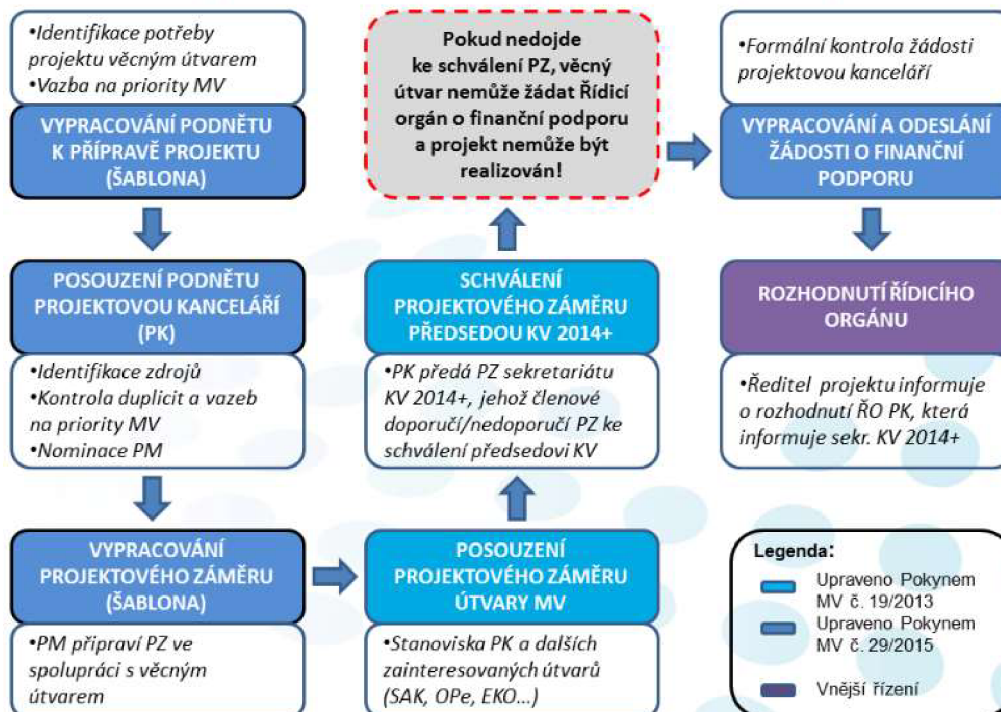 •Identifikace potřeby
projektu věcným útvarem
•Vazba na priority MV
VYPRACOVÁNÍ PODNĚTU
K PŘÍPRAVĚ PROJEKTU
(ŠABLONA)
POSOUZENÍ PODNĚTU
PROJEKTOVOU KANCELÁŘÍ
(PK)
•Identifikace zdrojů
•Kontrola duplicit a vazeb
na priority MV
•Nominace PM
VYPRACOVÁNÍ
PROJEKTOVÉHO ZÁMĚRU
(ŠABLONA)
•PM připraví PZ ve
spolupráci s věcným
útvarem
POSOUZENÍ
PROJEKTOVÉHO ZÁMĚRU
ÚTVARY MV
•Stanoviska PK a dalších
zainteresovaných útvarů
(SAK, OPe, EKO...)
SCHVÁLENÍ
PROJEKTOVÉHO ZÁMĚRU
PŘEDSEDOU KV 2014+
•PK předá PZ sekretariátu
KV 2014+, jehož členové
doporučí/nedoporučí PZ ke
schválení předsedovi KV
Pokud nedojde
ke schválení PZ, věcný
útvar nemůže žádat Řídicí
orgán o finanční podporu
a projekt nemůže být
realizován!
•Formální kontrola žádosti
projektovou kanceláří
VYPRACOVÁNÍ A ODESLÁNÍ
ŽÁDOSTI O FINANČNÍ
PODPORU
ROZHODNUTÍ ŘÍDICÍHO
ORGÁNU
•Ředitel projektu informuje
o rozhodnutí ŘO PK, která
informuje sekr. KV 2014+
Legenda:
Upraveno Pokynem
MV č. 19/2013
Upraveno Pokynem
MV č. 29/2015
Vnější řízení